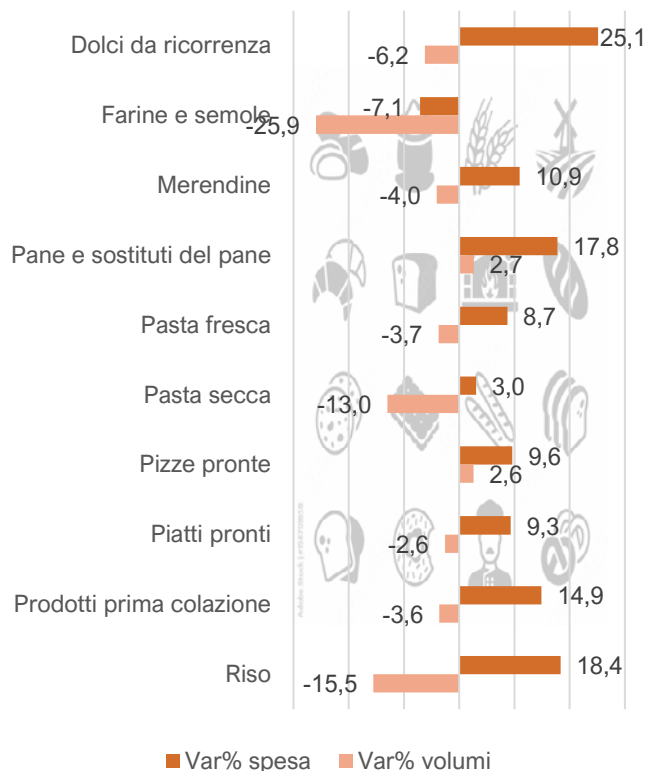 Dolci da ricorrenza
25,1
-6,2
Farine e semole
-7,1
-25,9
Merendine
10,9
-4,0
Pane e sostituti del pane
17,8
2,7
Pasta fresca
8,7
-3,7
Pasta secca
3,0
-13,0
Pizze pronte
9,6
2,6
Piatti pronti
9,3
-2,6
Prodotti prima colazione
14,9
-3,6
Riso
18,4
-15,5
Var% spesa
Var% volumi